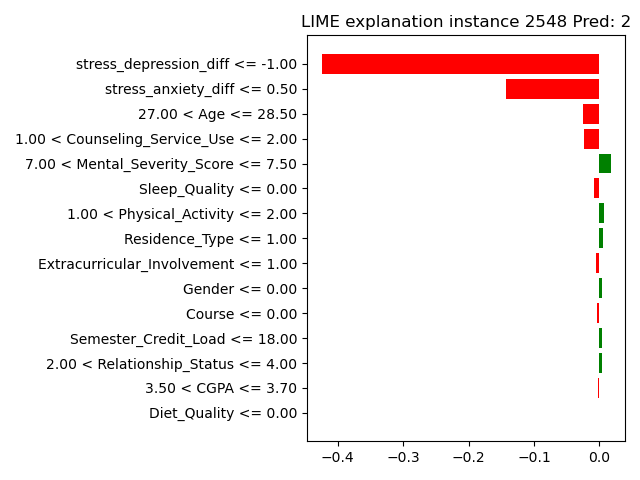 LIME explanation instance 2548 Pred: 2
stress_depression_diff <= -1.00
stress_anxiety_diff <= 0.50
27.00 < Age <= 28.50
1.00 < Counseling_Service_Use <= 2.00
7.00 < Mental_Severity_Score <= 7.50
Sleep_Quality <= 0.00
1.00 < Physical_Activity <= 2.00
Residence_Type <= 1.00
Extracurricular_Involvement <= 1.00
Gender <= 0.00
Course <= 0.00
Semester_Credit_Load <= 18.00
2.00 < Relationship_Status <= 4.00
3.50 < CGPA <= 3.70
Diet_Quality <= 0.00
−0.4 −0.3 −0.2 −0.1 0.0